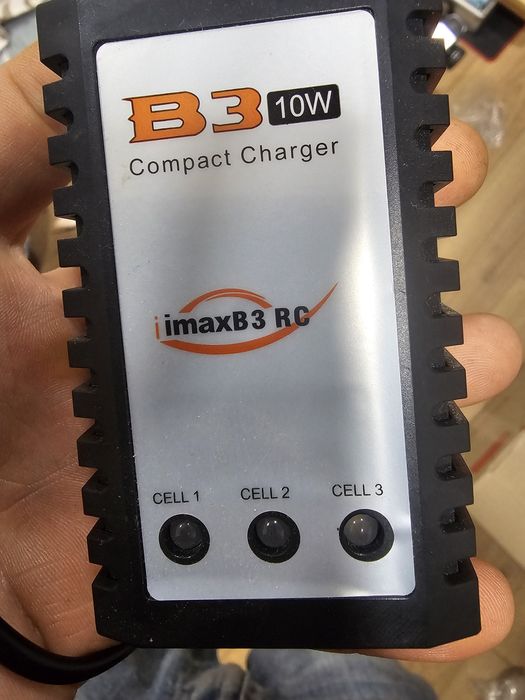 B3 10W
Compact Charger
imaxB3 RC
CELL 1 CELL 2 CELL 3